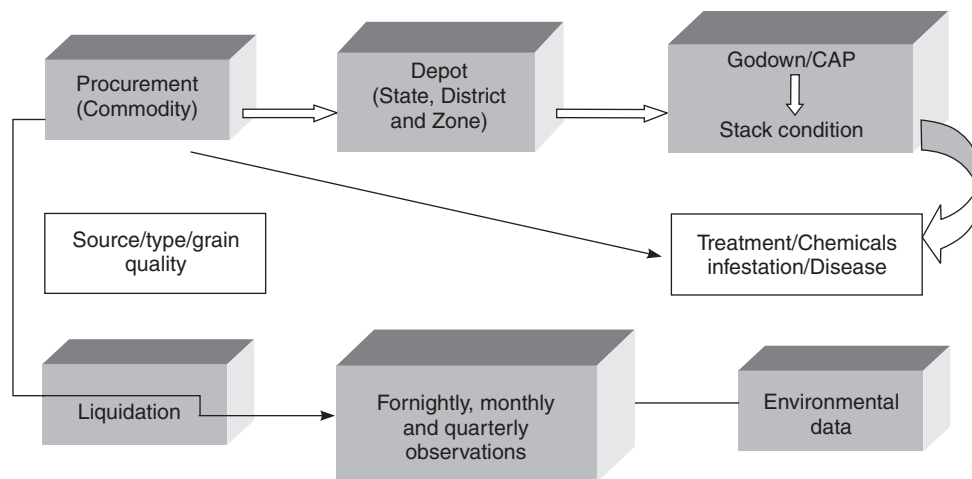 Procurement
(Commodity)
Depot
(State, District
and Zone)
Godown/CAP
Stack condition
Source/type/grain
quality
Treatment/Chemicals
infestation/Disease
Liquidation
Fornightly, monthly
and quarterly
observations
Environmental
data